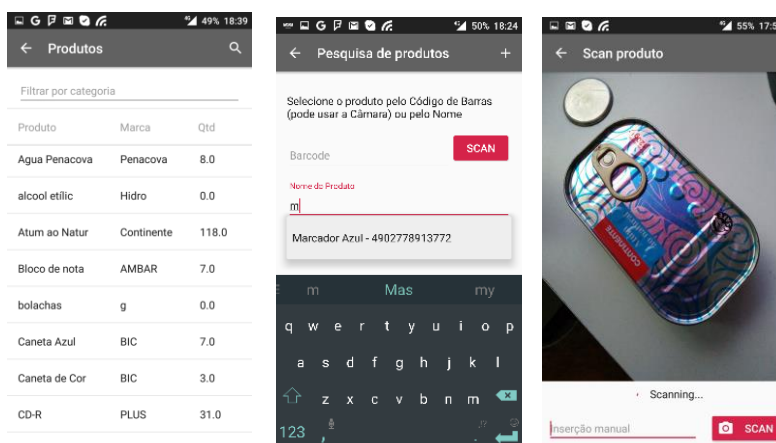 49% 18:39
Produtos
Filtrar por categoria
Produto Marca Qtd
Agua Penacova Penacova 8.0
alcool etílic Hidro 0.0
Atum ao Natur Continente 118.0
Bloco de nota AMBAR 7.0
bolachas g 0.0
Caneta Azul BIC 7.0
Caneta de Cor BIC 3.0
CD-R PLUS 31.0
50% 18:24
Pesquisa de produtos
Selecione o produto pelo Código de Barras
(pode usar a Câmara) ou pelo Nome
Barcode SCAN
Nome do Produto
m
Marcador Azul - 4902778913772
m Mas my
q w e r t y u i o p
a s d f g h j k l
z x c v b n m
123 , .
55% 17:5
Scan produto
CONTINENTE
Scanning...
Inserção manual SCAN